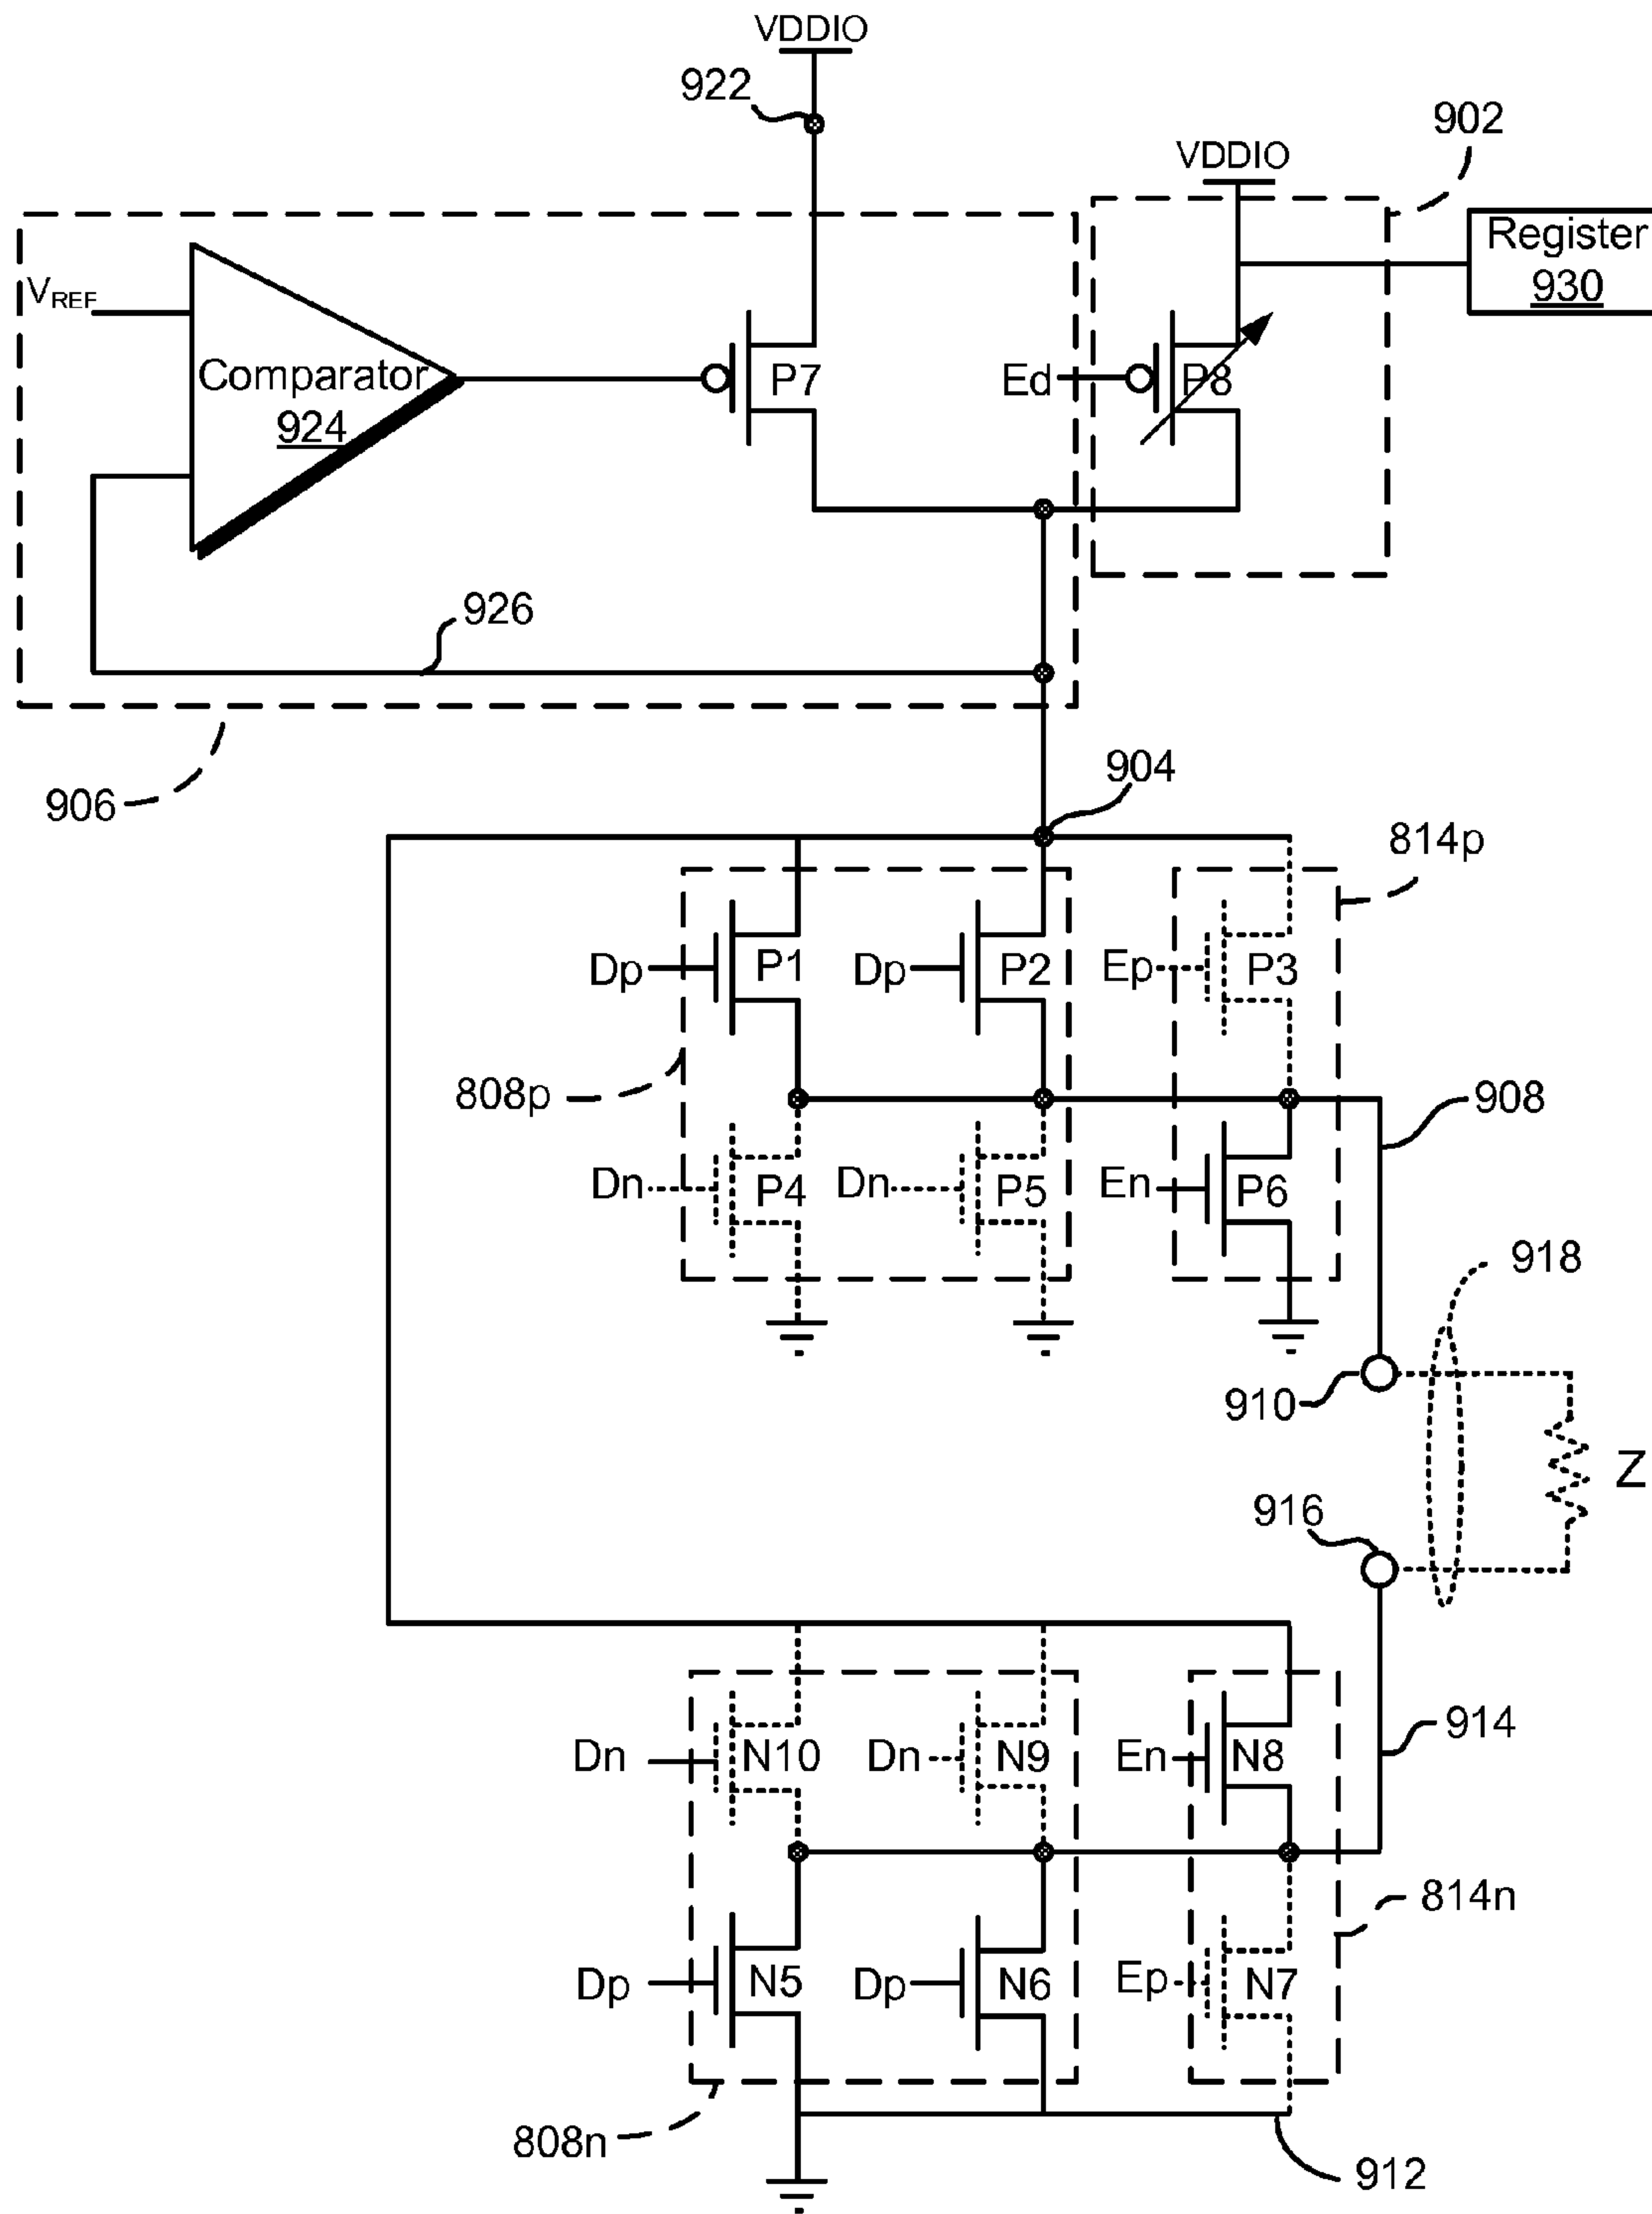 VDDIO
922
902
VDDIO
Register
930
VREF
Comparator
924
P7
Ed
P8
926
906
904
814p
Dp
P1
Dp
P2
Ep
P3
808p
908
Dn
P4
Dn
P5
En
P6
918
910
Z
916
Dn
N10
Dn
N9
En
N8
914
814n
Dp
N5
Dp
N6
Ep
N7
808n
912